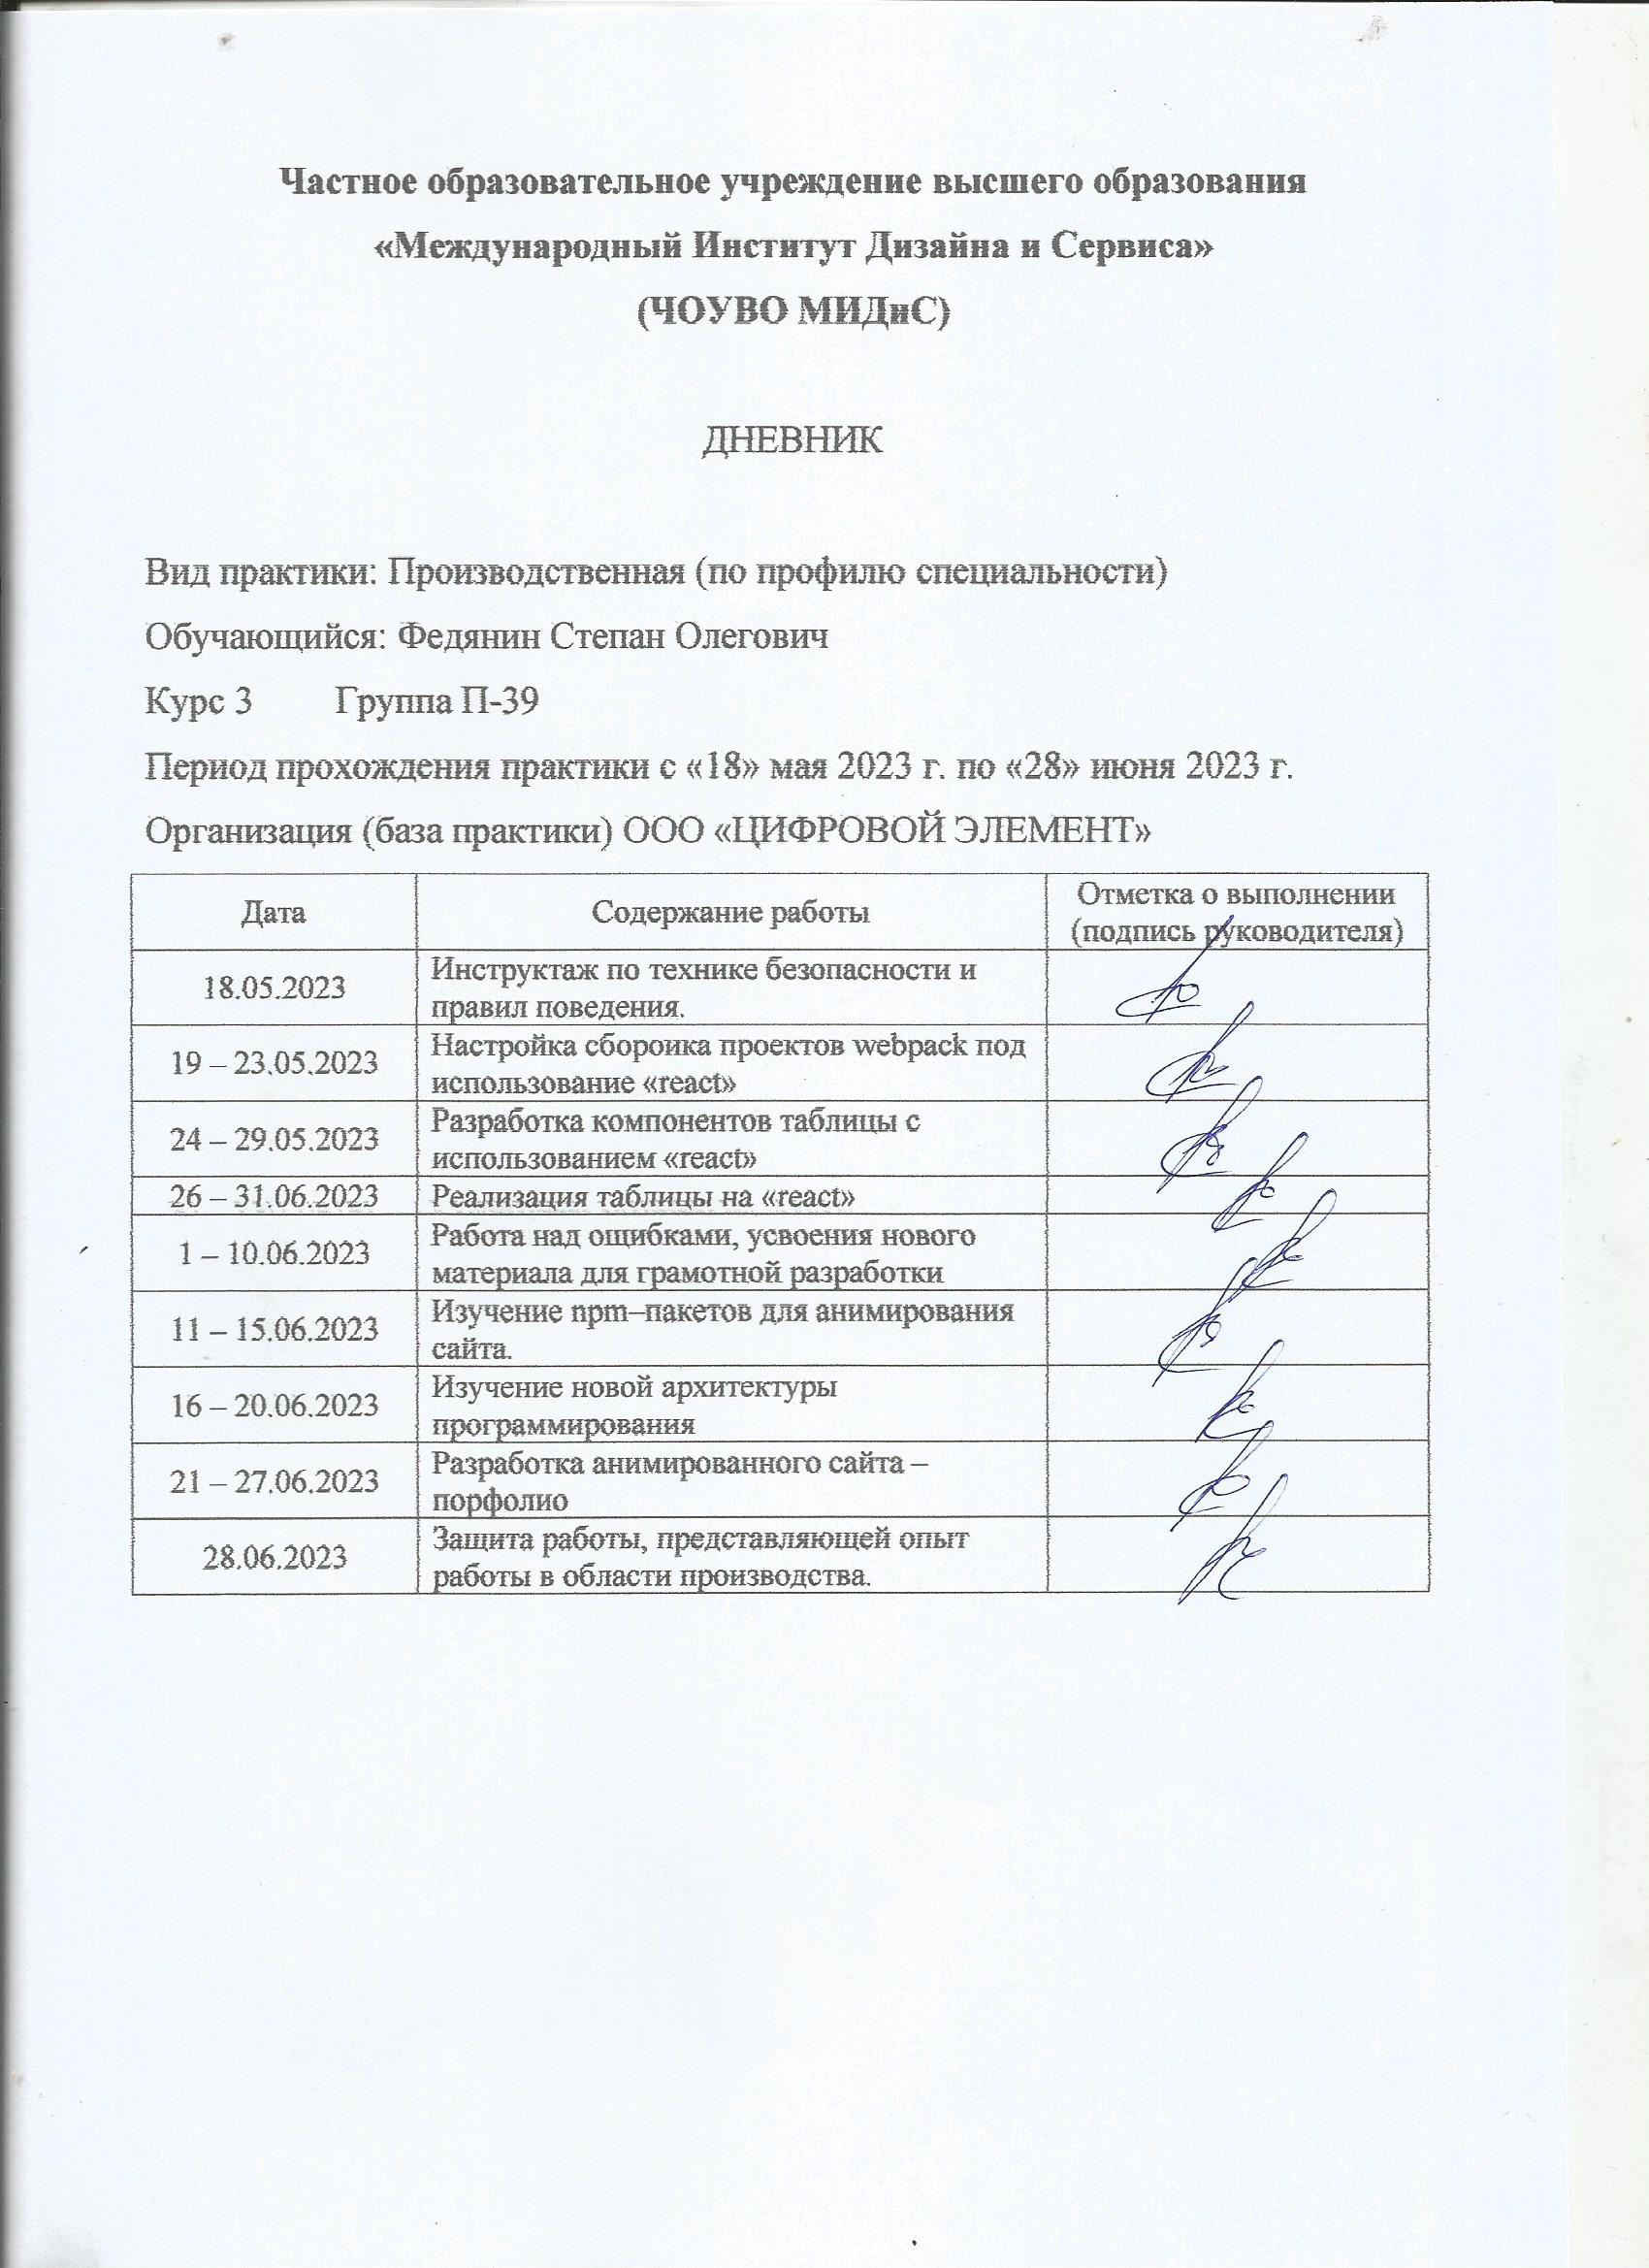 Частное образовательное учреждение высшего образования
«Международный Институт Дизайна и Сервиса»
(ЧОУВО МИДиС)
ДНЕВНИК
Вид практики: Производственная (по профилю специальности)
Обучающийся: Федянин Степан Олегович
Курс 3 Группа П-39
Период прохождения практики с «18» мая 2023 г. по «28» июня 2023 г.
Организация (база практики) ООО «ЦИФРОВОЙ ЭЛЕМЕНТ»
Дата
Содержание работы
Отметка о выполнении
(подпись руководителя)
18.05.2023
Инструктаж по технике безопасности и
правил поведения.
19 – 23.05.2023
Настройка сбороика проектов webpack под
использование «react»
24 – 29.05.2023
Разработка компонентов таблицы с
использованием «react»
26 – 31.06.2023
Реализация таблицы на «react»
1 – 10.06.2023
Работа над ошибками, усвоения нового
материала для грамотной разработки
11 – 15.06.2023
Изучение npm–пакетов для анимирования
сайта.
16 – 20.06.2023
Изучение новой архитектуры
программирования
21 – 27.06.2023
Разработка анимированного сайта –
порфолио
28.06.2023
Защита работы, представляющей опыт
работы в области производства.